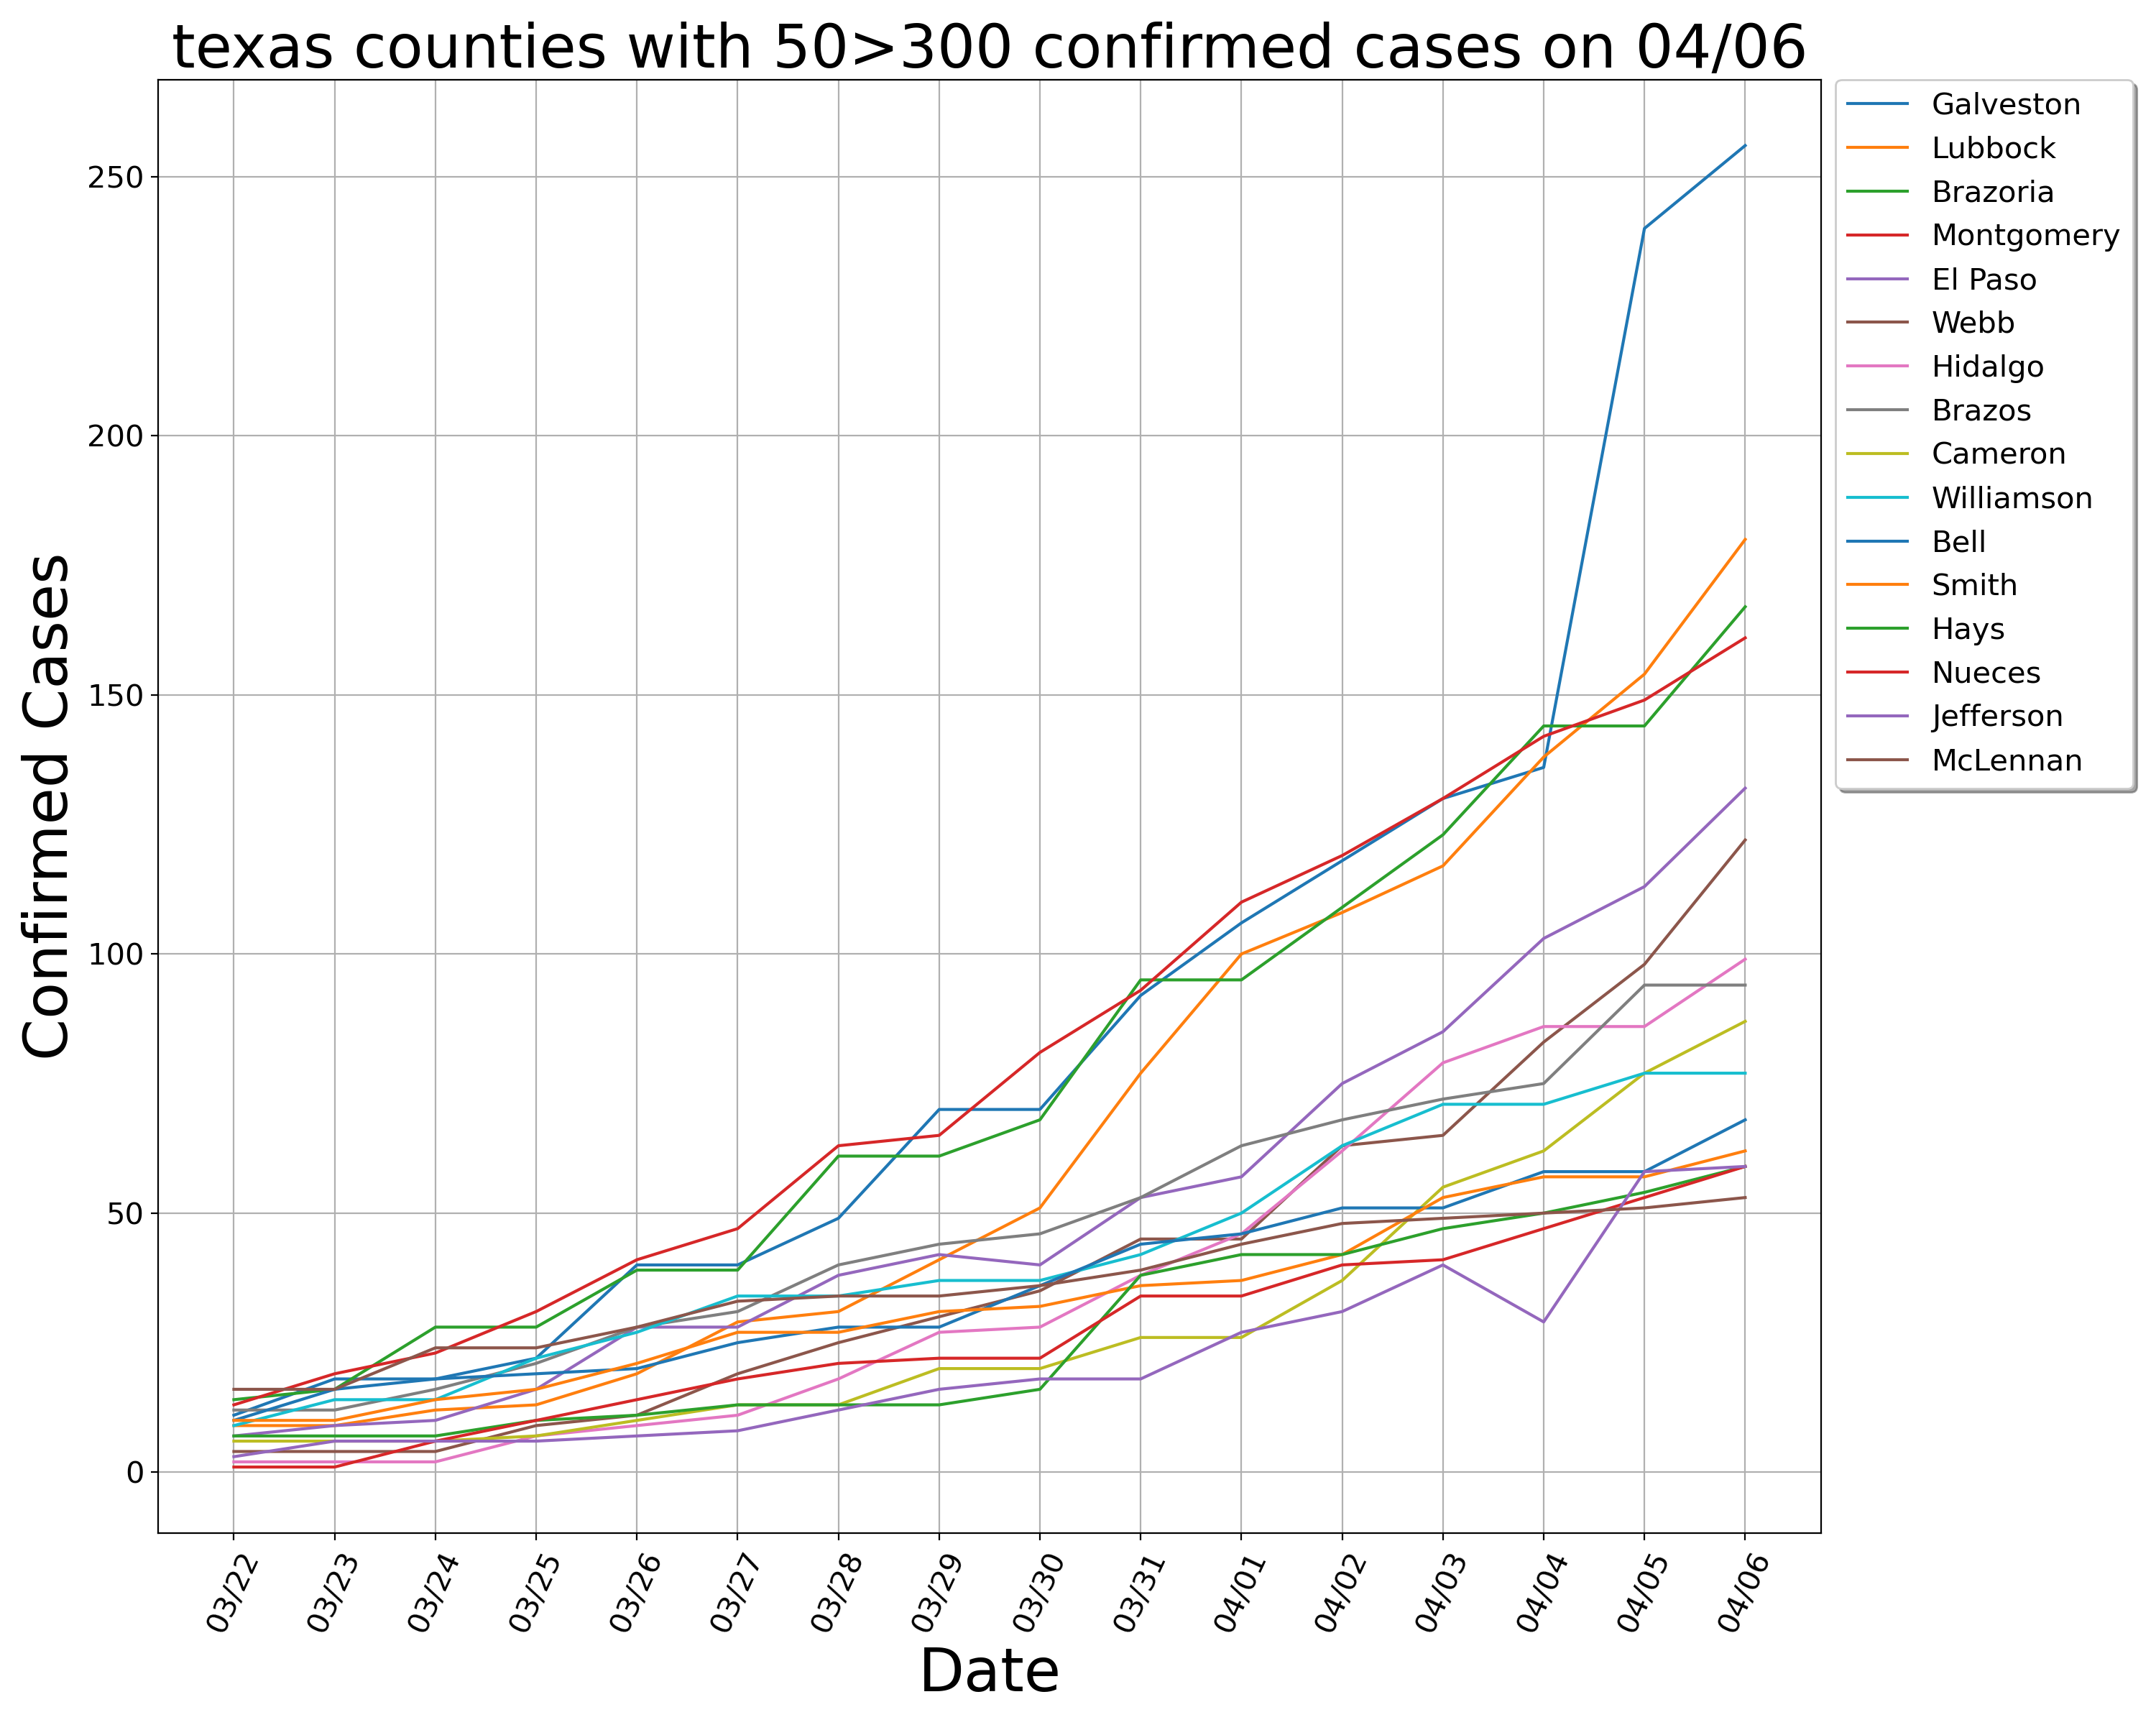 texas counties with 50>300 confirmed cases on 04/06
Galveston
Lubbock
Brazoria
Montgomery
El Paso
Webb
Hidalgo
Brazos
Cameron
Williamson
Bell
Smith
Hays
Nueces
Jefferson
McLennan
Confirmed Cases
250
200
150
100
50
0
03/22
03/23
03/24
03/25
03/26
03/27
03/28
03/29
03/30
03/31
04/01
04/02
04/03
04/04
04/05
04/06
Date